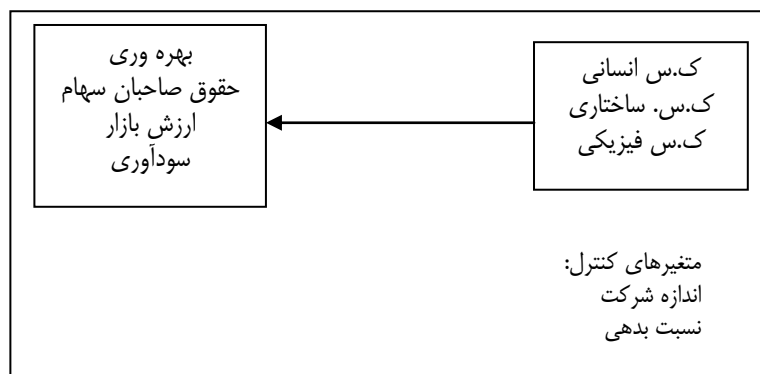 ک.س انسانی
ک.س. ساختاری
ک.س فیزیکی
بهره وری
حقوق صاحبان سهام
ارزش بازار
سودآوری
متغیرهای کنترل:
اندازه شرکت
نسبت بدهی